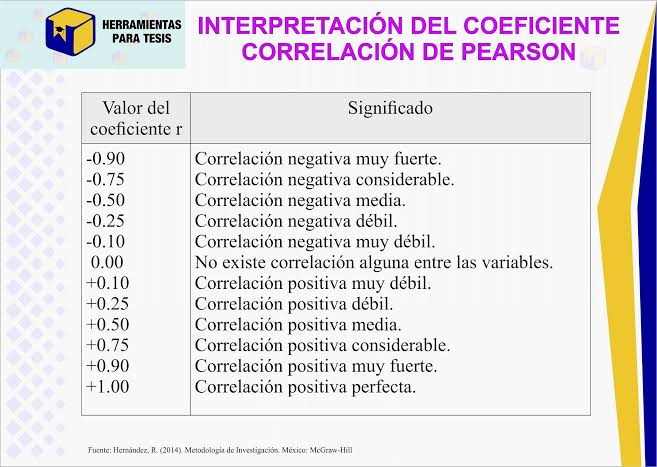 HERRAMIENTAS
PARA TESIS
INTERPRETACIÓN DEL COEFICIENTE
CORRELACIÓN DE PEARSON
Valor del
coeficiente r
Significado
-0.90 Correlación negativa muy fuerte.
-0.75 Correlación negativa considerable.
-0.50 Correlación negativa media.
-0.25 Correlación negativa débil.
-0.10 Correlación negativa muy débil.
0.00 No existe correlación alguna entre las variables.
+0.10 Correlación positiva muy débil.
+0.25 Correlación positiva débil.
+0.50 Correlación positiva media.
+0.75 Correlación positiva considerable.
+0.90 Correlación positiva muy fuerte.
+1.00 Correlación positiva perfecta.
Fuente: Hernández, R. (2014). Metodología de Investigación. México: McGraw-Hill